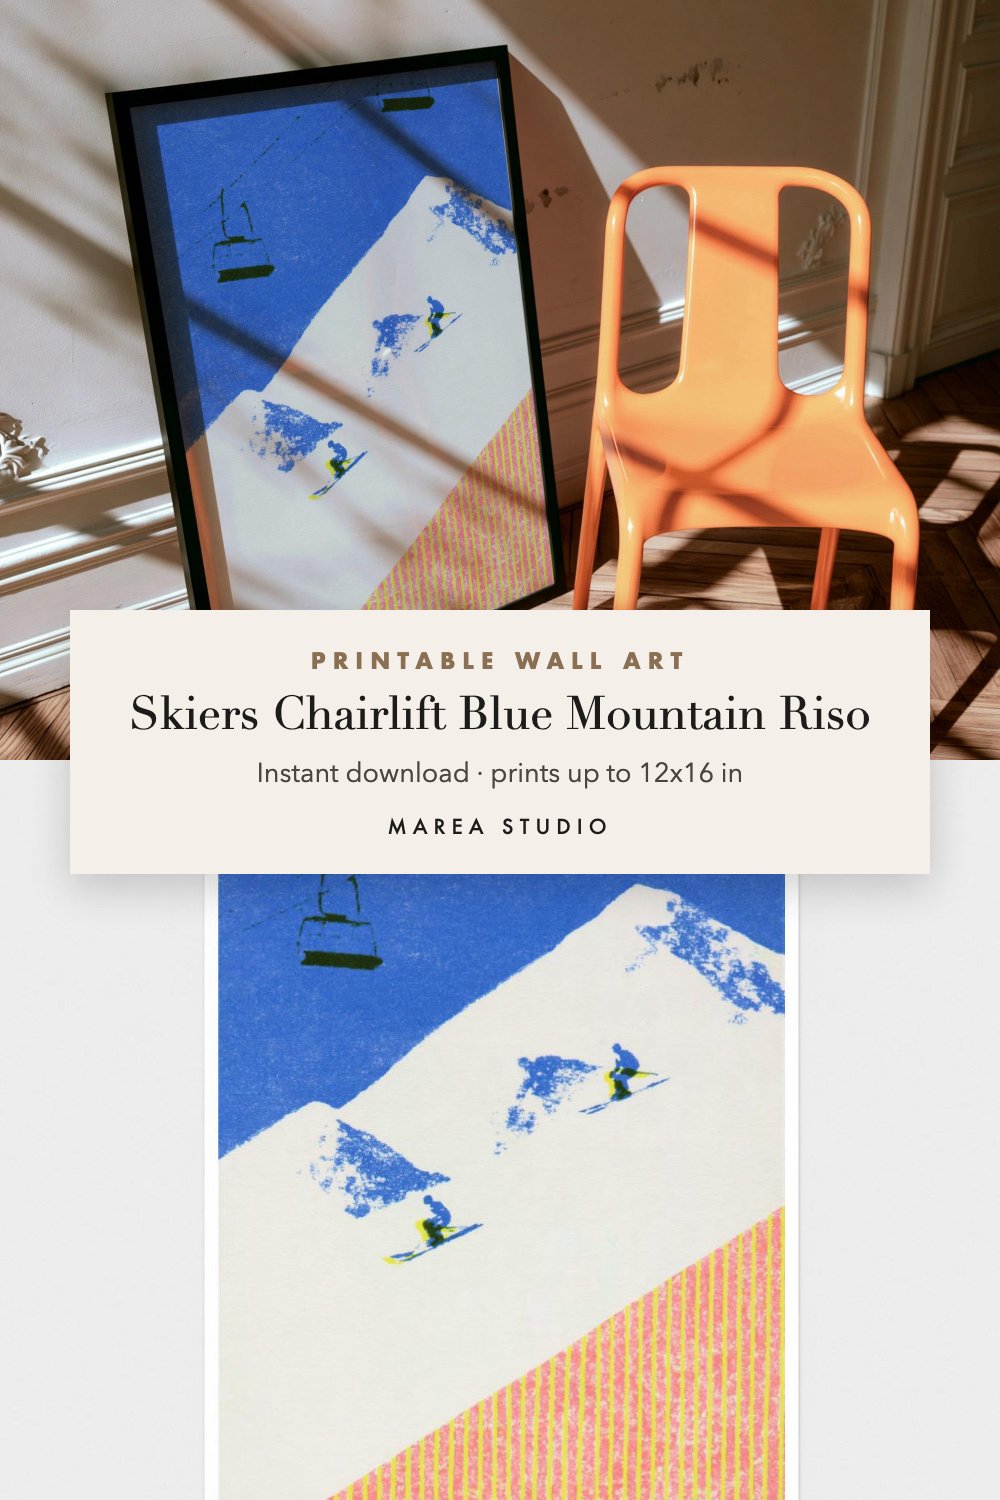 PRINTABLE WALL ART
Skiers Chairlift Blue Mountain Riso
Instant download · prints up to 12x16 in
MAREA STUDIO